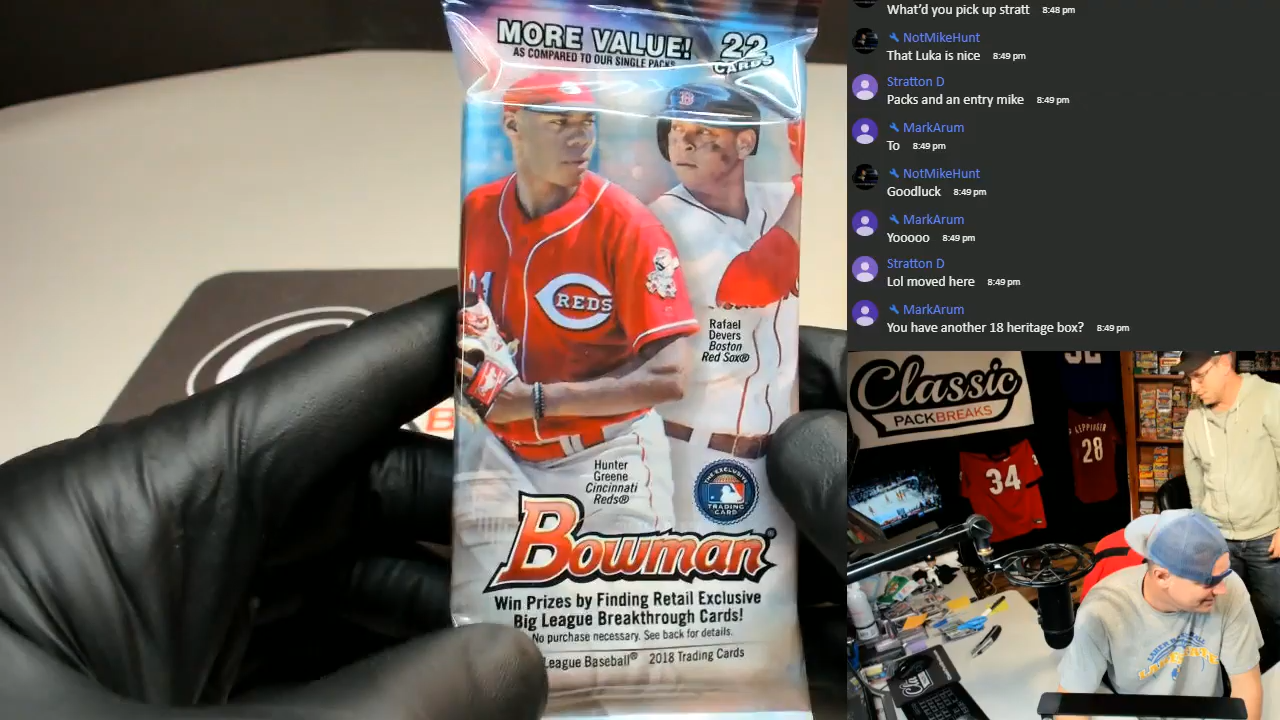 MORE VALUE!
AS COMPARED TO OUR SINGLE PACKS
22
CARDS
REDS
Rafael
Devers
Boston
Red Sox®
Hunter
Greene
Cincinnati
Reds®
THE EXCLUSIVE
TRADING
CARD
Bowman®
Win Prizes by Finding Retail Exclusive
Big League Breakthrough Cards!
No purchase necessary. See back for details.
League Baseball® 2018 Trading Cards
What'd you pick up stratt 8:48 pm
NotMikeHunt
That Luka is nice 8:49 pm
Stratton D
Packs and an entry mike 8:49 pm
MarkArum
To 8:49 pm
NotMikeHunt
Goodluck 8:49 pm
MarkArum
Yooooo 8:49 pm
Stratton D
Lol moved here 8:49 pm
MarkArum
You have another 18 heritage box? 8:49 pm
Classic
PACKBREAKS
34
LEPPINGER
28